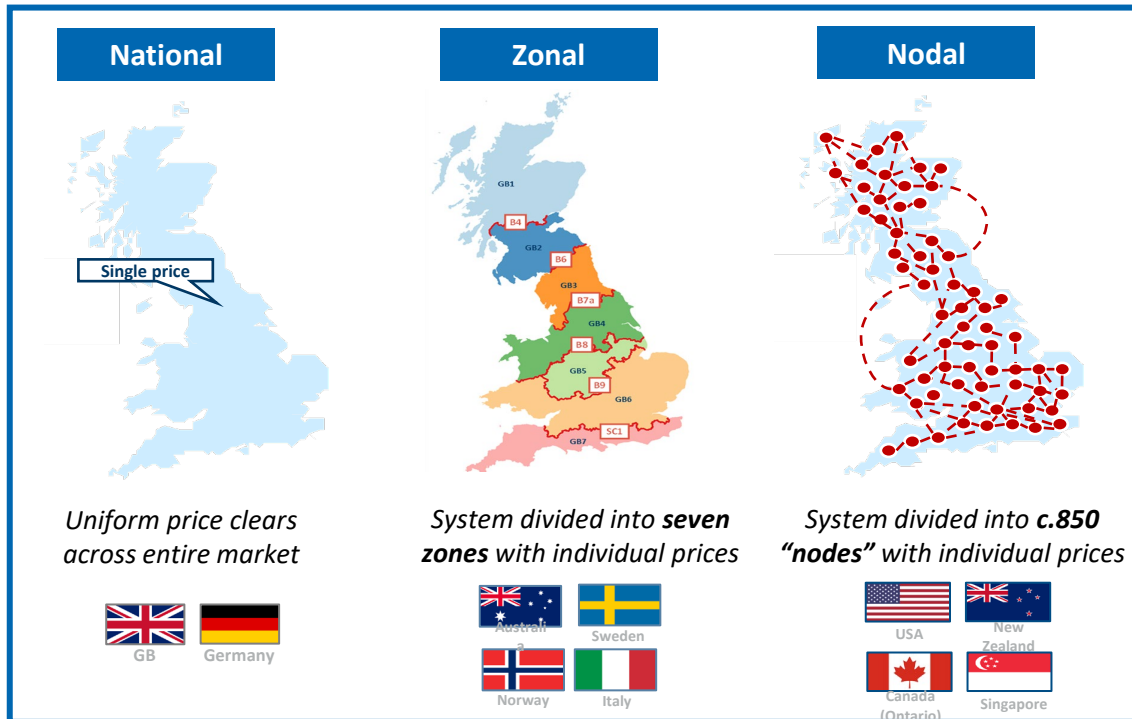 National
Single price
Uniform price clears
across entire market
GB
Germany
Zonal
GB1
B4
GB2
B6
GB3
B7a
GB4
B8
GB5
B9
GB6
SC1
GB7
System divided into seven
zones with individual prices
Australi
a
Sweden
Norway
Italy
Nodal
System divided into c.850
“nodes” with individual prices
USA
New
Zealand
Canada
(Ontario)
Singapore